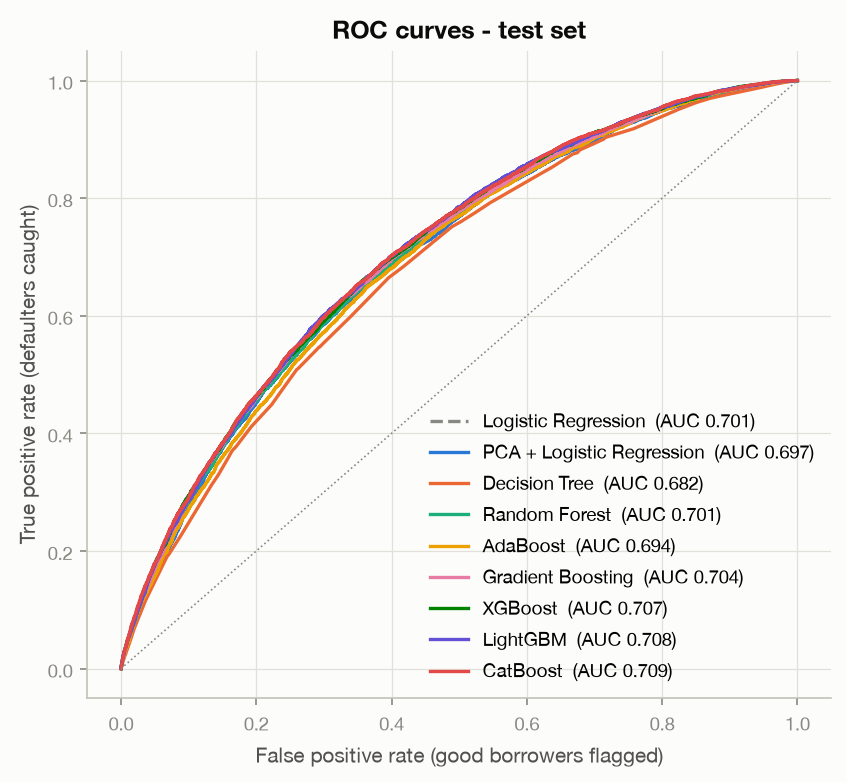 ROC curves - test set
True positive rate (defaulters caught)
1.0
0.8
0.6
0.4
0.2
0.0
Logistic Regression (AUC 0.701)
PCA + Logistic Regression (AUC 0.697)
Decision Tree (AUC 0.682)
Random Forest (AUC 0.701)
AdaBoost (AUC 0.694)
Gradient Boosting (AUC 0.704)
XGBoost (AUC 0.707)
LightGBM (AUC 0.708)
CatBoost (AUC 0.709)
0.0 0.2 0.4 0.6 0.8 1.0
False positive rate (good borrowers flagged)